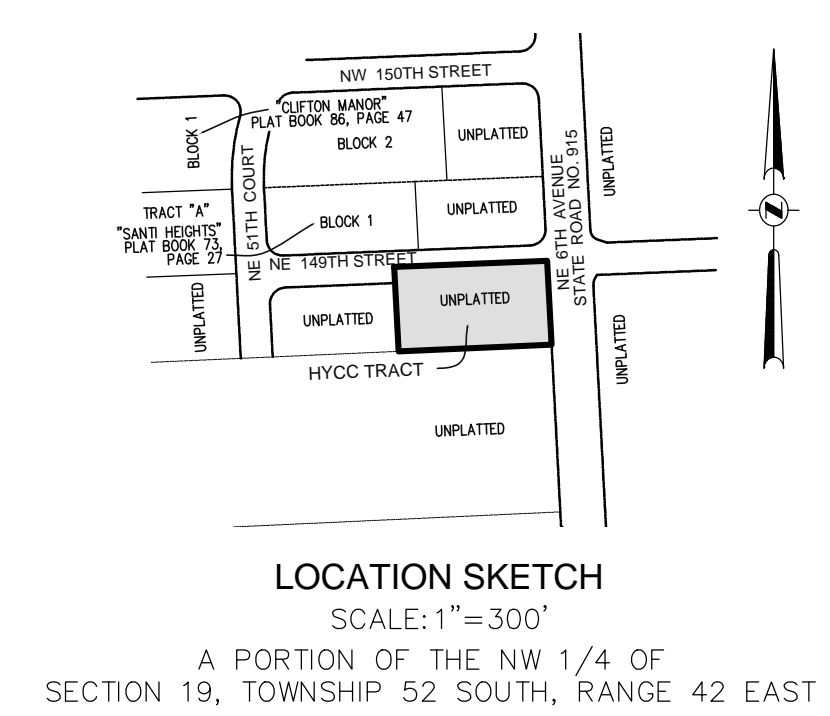 NW 150TH STREET
"CLIFTON MANOR"
PLAT BOOK 86, PAGE 47
BLOCK 1
BLOCK 2
UNPLATTED
UNPLATTED
NE 51TH COURT
NE 6TH AVENUE
STATE ROAD NO. 915
TRACT "A"
"SANTI HEIGHTS"
PLAT BOOK 73,
PAGE 27
BLOCK 1
UNPLATTED
NE 149TH STREET
UNPLATTED
UNPLATTED
UNPLATTED
UNPLATTED
HYCC TRACT
UNPLATTED
N
LOCATION SKETCH
SCALE: 1"=300'
A PORTION OF THE NW 1/4 OF
SECTION 19, TOWNSHIP 52 SOUTH, RANGE 42 EAST